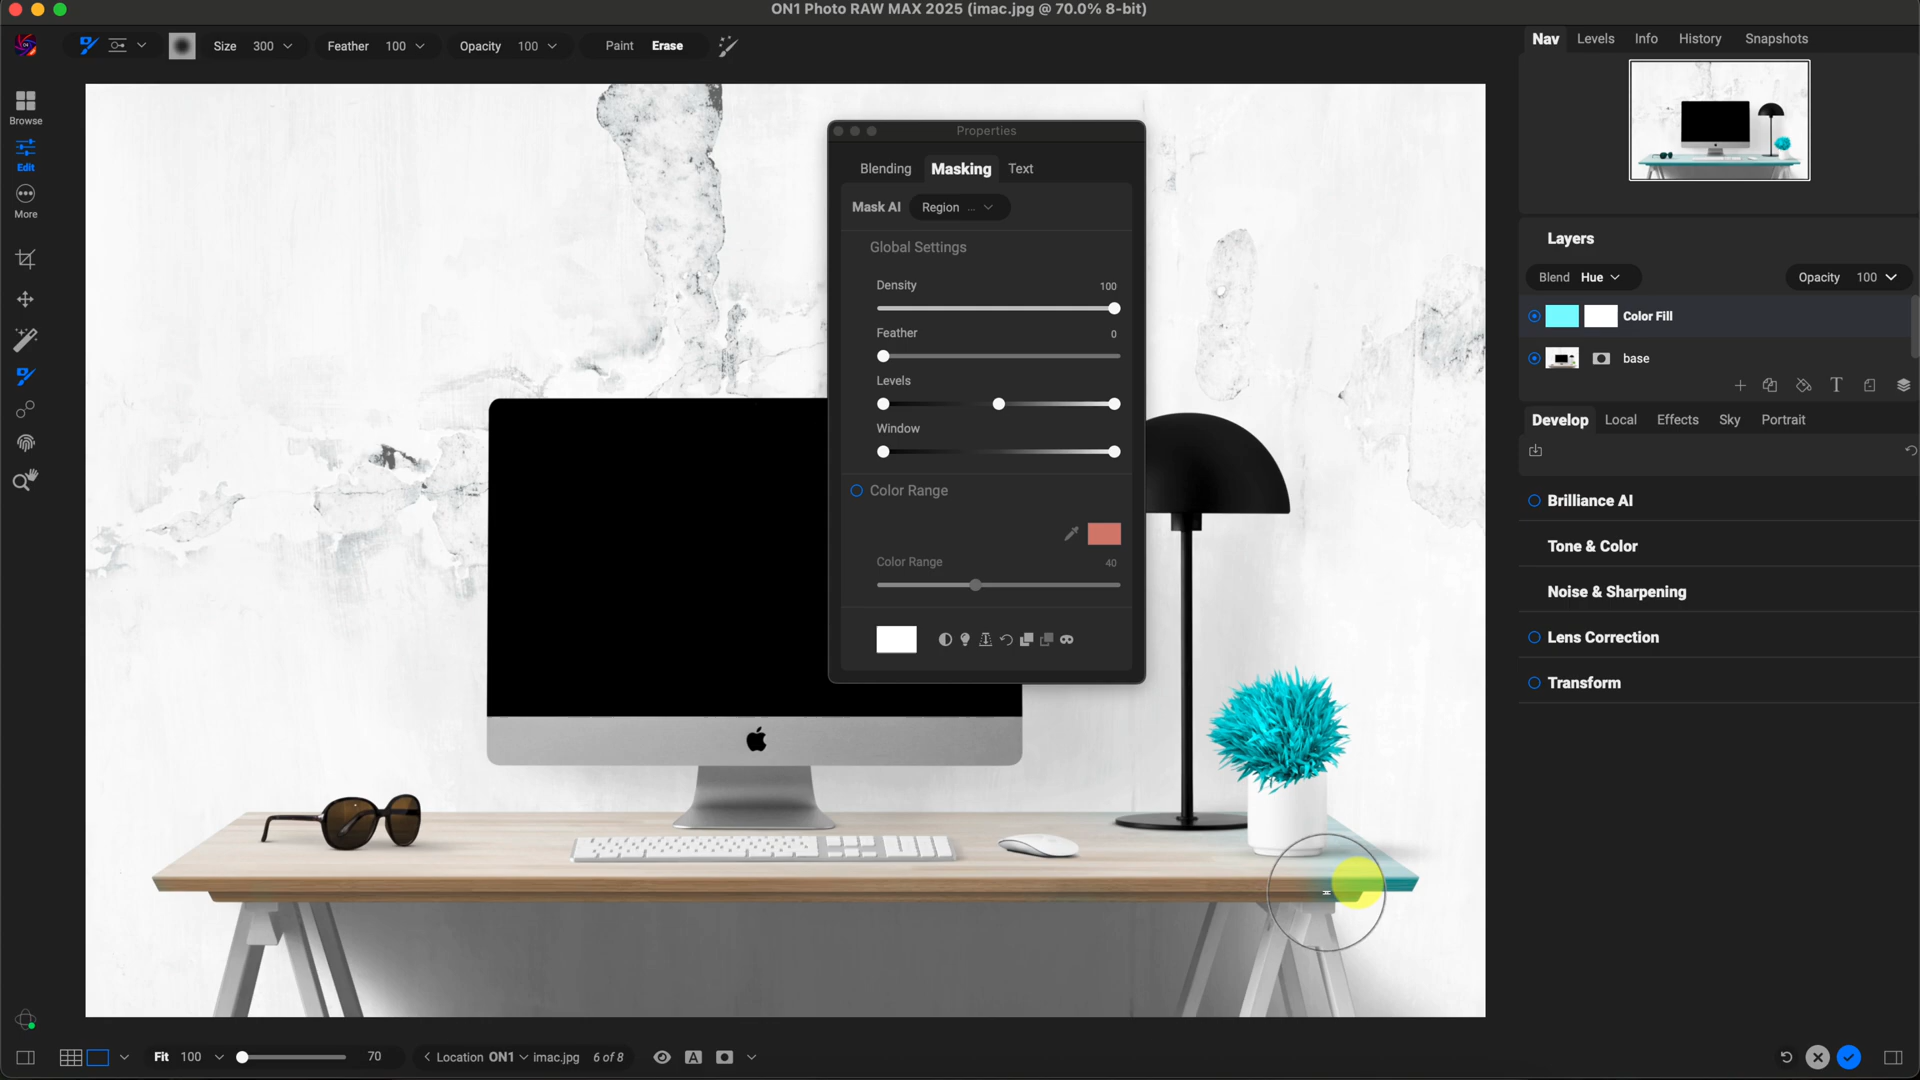 ON1 Photo RAW MAX 2025 (imac.jpg @ 70.0% 8-bit)
Size 300 Feather 100 Opacity 100 Paint Erase
Nav Levels Info History Snapshots
Browse
Edit
More
Properties
Blending Masking Text
Mask AI Region ...
Global Settings
Density 100
Feather 0
Levels
Window
Color Range
Color Range 40
Layers
Blend Hue Opacity 100
Color Fill
base
Develop Local Effects Sky Portrait
Brilliance AI
Tone & Color
Noise & Sharpening
Lens Correction
Transform
Fit 100 70 Location ON1 imac.jpg 6 of 8 A